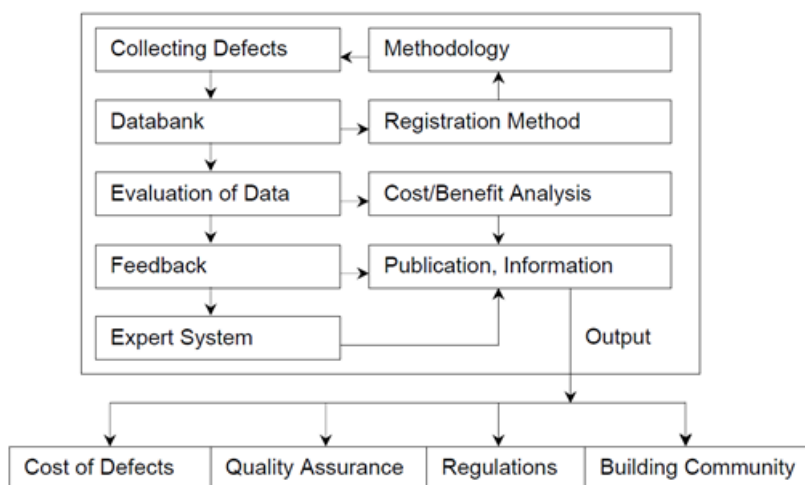 Collecting Defects
Methodology
Databank
Registration Method
Evaluation of Data
Cost/Benefit Analysis
Feedback
Publication, Information
Expert System
Output
Cost of Defects
Quality Assurance
Regulations
Building Community